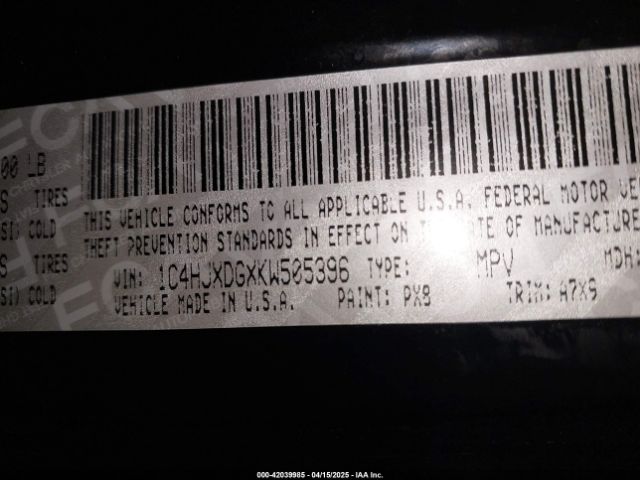 00 LB
S TIRES
SI) COLD
S TIRES
SI) COLD
THIS VEHICLE CONFORMS TO ALL APPLICABLE U.S.A. FEDERAL MOTOR VE
THEFT PREVENTION STANDARDS IN EFFECT ON THE DATE OF MANUFACTURE
VIN: 1C4HJXDGXKW505396 TYPE: MPV MDH:
VEHICLE MADE IN U.S.A. PAINT: PX8 TRIM: A7X9
FCA
000-42039985 - 04/15/2025 - IAA Inc.